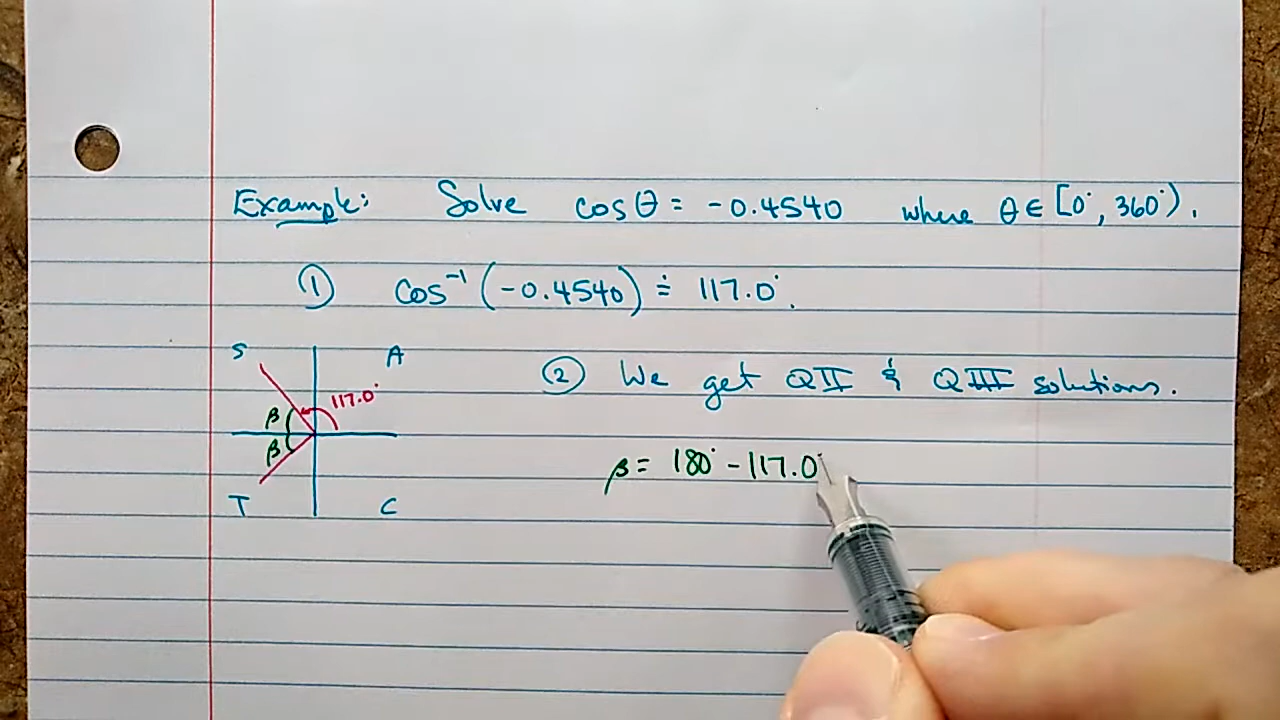 Example: Solve cosθ = -0.4540 where θ ∈ [0°, 360°).
① cos⁻¹(-0.4540) ≐ 117.0°.
S A
② We get QII & QIII solutions.
117.0°
β
β
β = 180° - 117.0°
T C